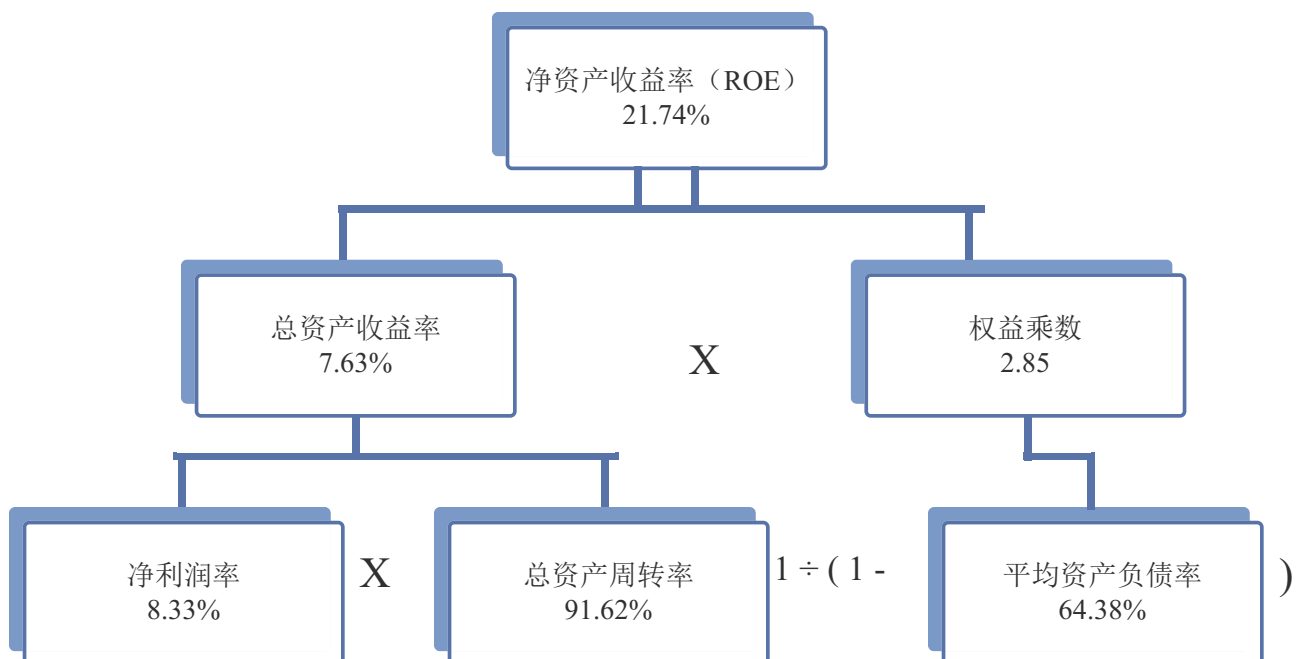 净资产收益率（ROE）
21.74%
总资产收益率
7.63%
X
权益乘数
2.85
净利润率
8.33%
X
总资产周转率
91.62%
1 ÷ ( 1 -
平均资产负债率
64.38%
)